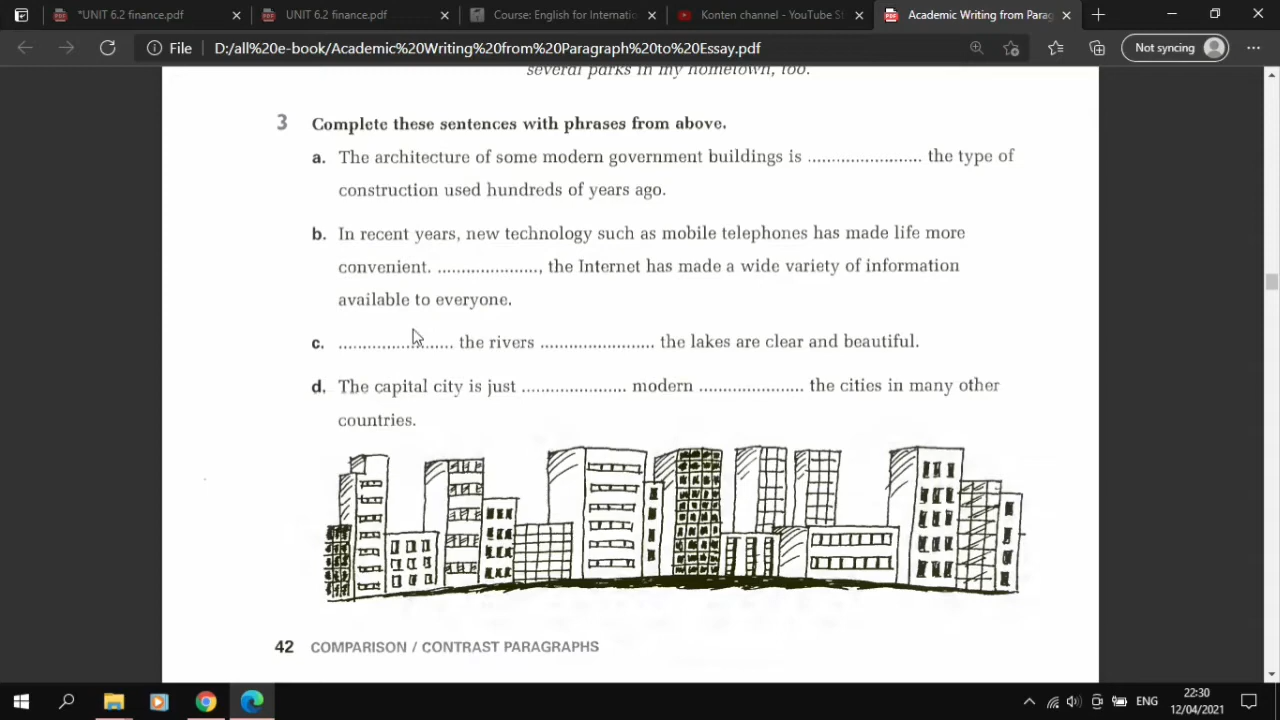 *UNIT 6.2 finance.pdf
UNIT 6.2 finance.pdf
Course: English for Internatio
Konten channel - YouTube S
Academic Writing from Parag
File
D:/all%20e-book/Academic%20Writing%20from%20Paragraph%20to%20Essay.pdf
Not syncing
several parks in my hometown, too.
3 Complete these sentences with phrases from above.
a. The architecture of some modern government buildings is ........................ the type of
construction used hundreds of years ago.
b. In recent years, new technology such as mobile telephones has made life more
convenient. ....................., the Internet has made a wide variety of information
available to everyone.
c. ........................ the rivers ........................ the lakes are clear and beautiful.
d. The capital city is just ...................... modern ...................... the cities in many other
countries.
42 COMPARISON / CONTRAST PARAGRAPHS
ENG
22:30
12/04/2021